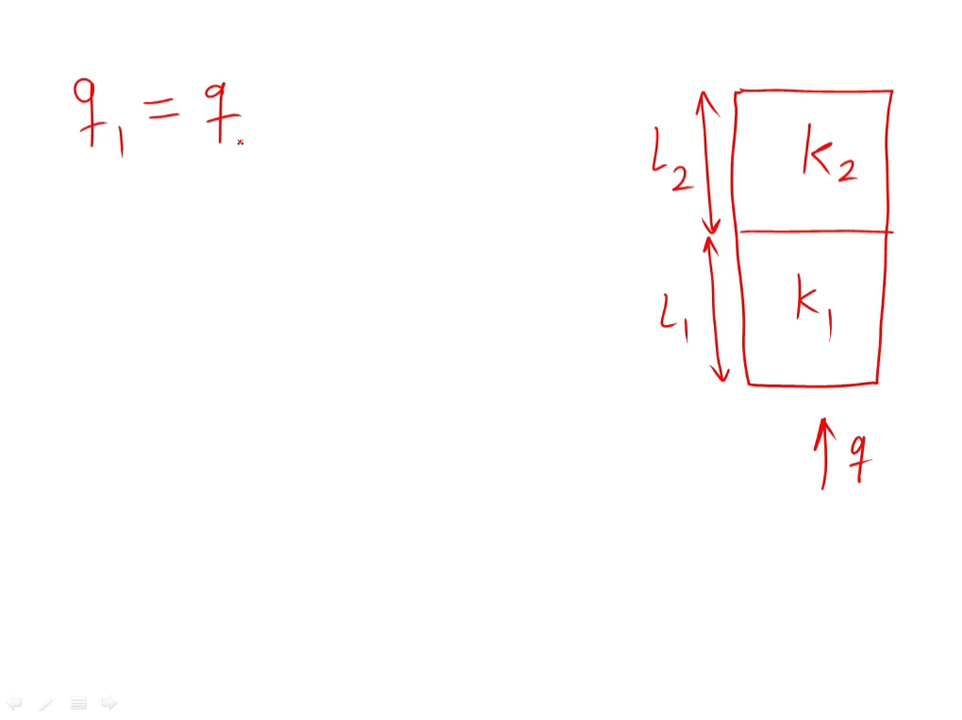 q₁ = q
L₂
k₂
L₁
k₁
q